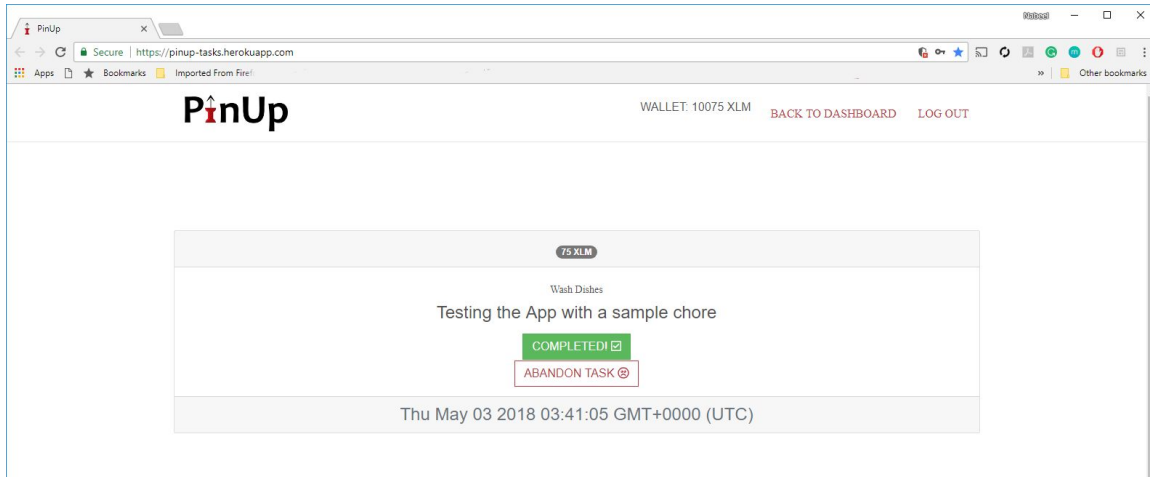 PinUp
Nabeel
Secure | https://pinup-tasks.herokuapp.com
Apps Bookmarks Imported From Firef
» Other bookmarks
PinUp WALLET: 10075 XLM BACK TO DASHBOARD LOG OUT
75 XLM
Wash Dishes
Testing the App with a sample chore
COMPLETED!
ABANDON TASK
Thu May 03 2018 03:41:05 GMT+0000 (UTC)